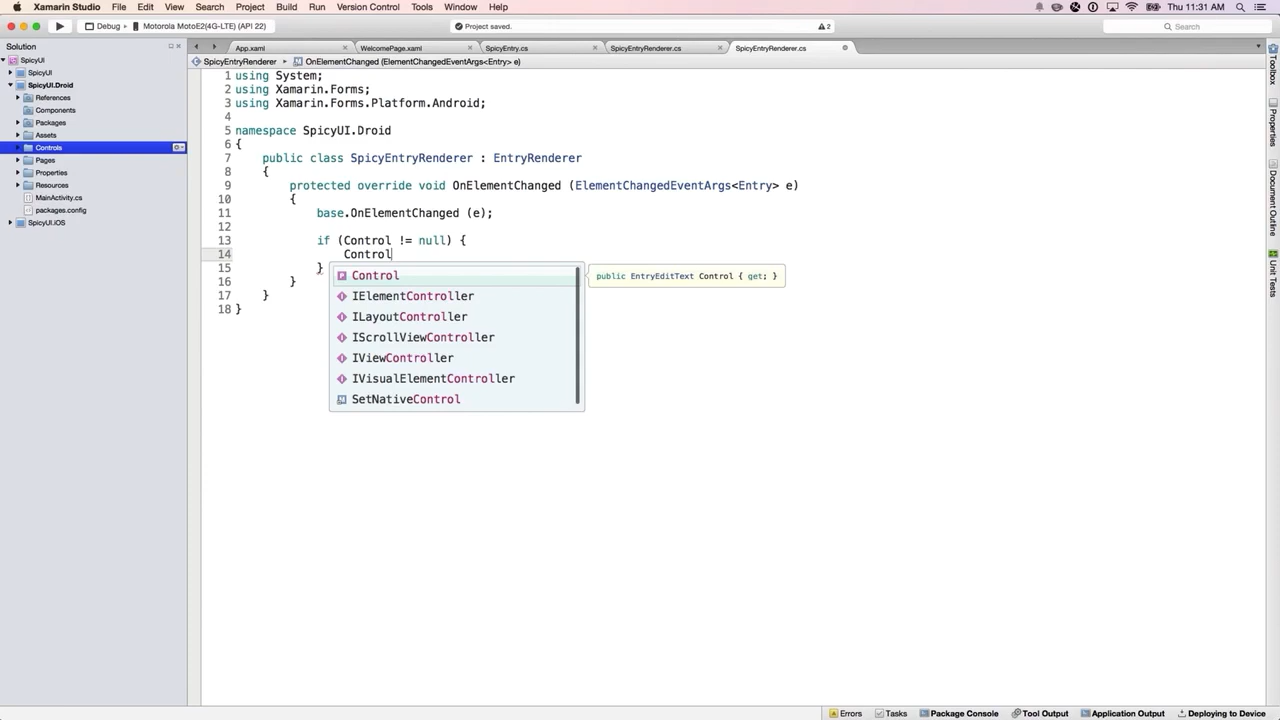 Xamarin Studio File Edit View Search Project Build Run Version Control Tools Window Help Thu 11:31 AM
Debug Motorola MotoE2(4G-LTE) (API 22) Project saved. 2 Search
Solution
App.xaml WelcomePage.xaml SpicyEntry.cs SpicyEntryRenderer.cs SpicyEntryRenderer.cs
SpicyEntryRenderer OnElementChanged (ElementChangedEventArgs<Entry> e)
SpicyUI
SpicyUI
SpicyUI.Droid
References
Components
Packages
Assets
Controls
Pages
Properties
Resources
MainActivity.cs
packages.config
SpicyUI.iOS
1 using System;
2 using Xamarin.Forms;
3 using Xamarin.Forms.Platform.Android;
4
5 namespace SpicyUI.Droid
6 {
7 public class SpicyEntryRenderer : EntryRenderer
8 {
9 protected override void OnElementChanged (ElementChangedEventArgs<Entry> e)
10 {
11 base.OnElementChanged (e);
12
13 if (Control != null) {
14 Control
15 }
16 }
17 }
18 }
Control
IElementController
ILayoutController
IScrollViewController
IViewController
IVisualElementController
SetNativeControl
public EntryEditText Control { get; }
Toolbox
Properties
Document Outline
Unit Tests
Errors Tasks Package Console Tool Output Application Output Deploying to Device